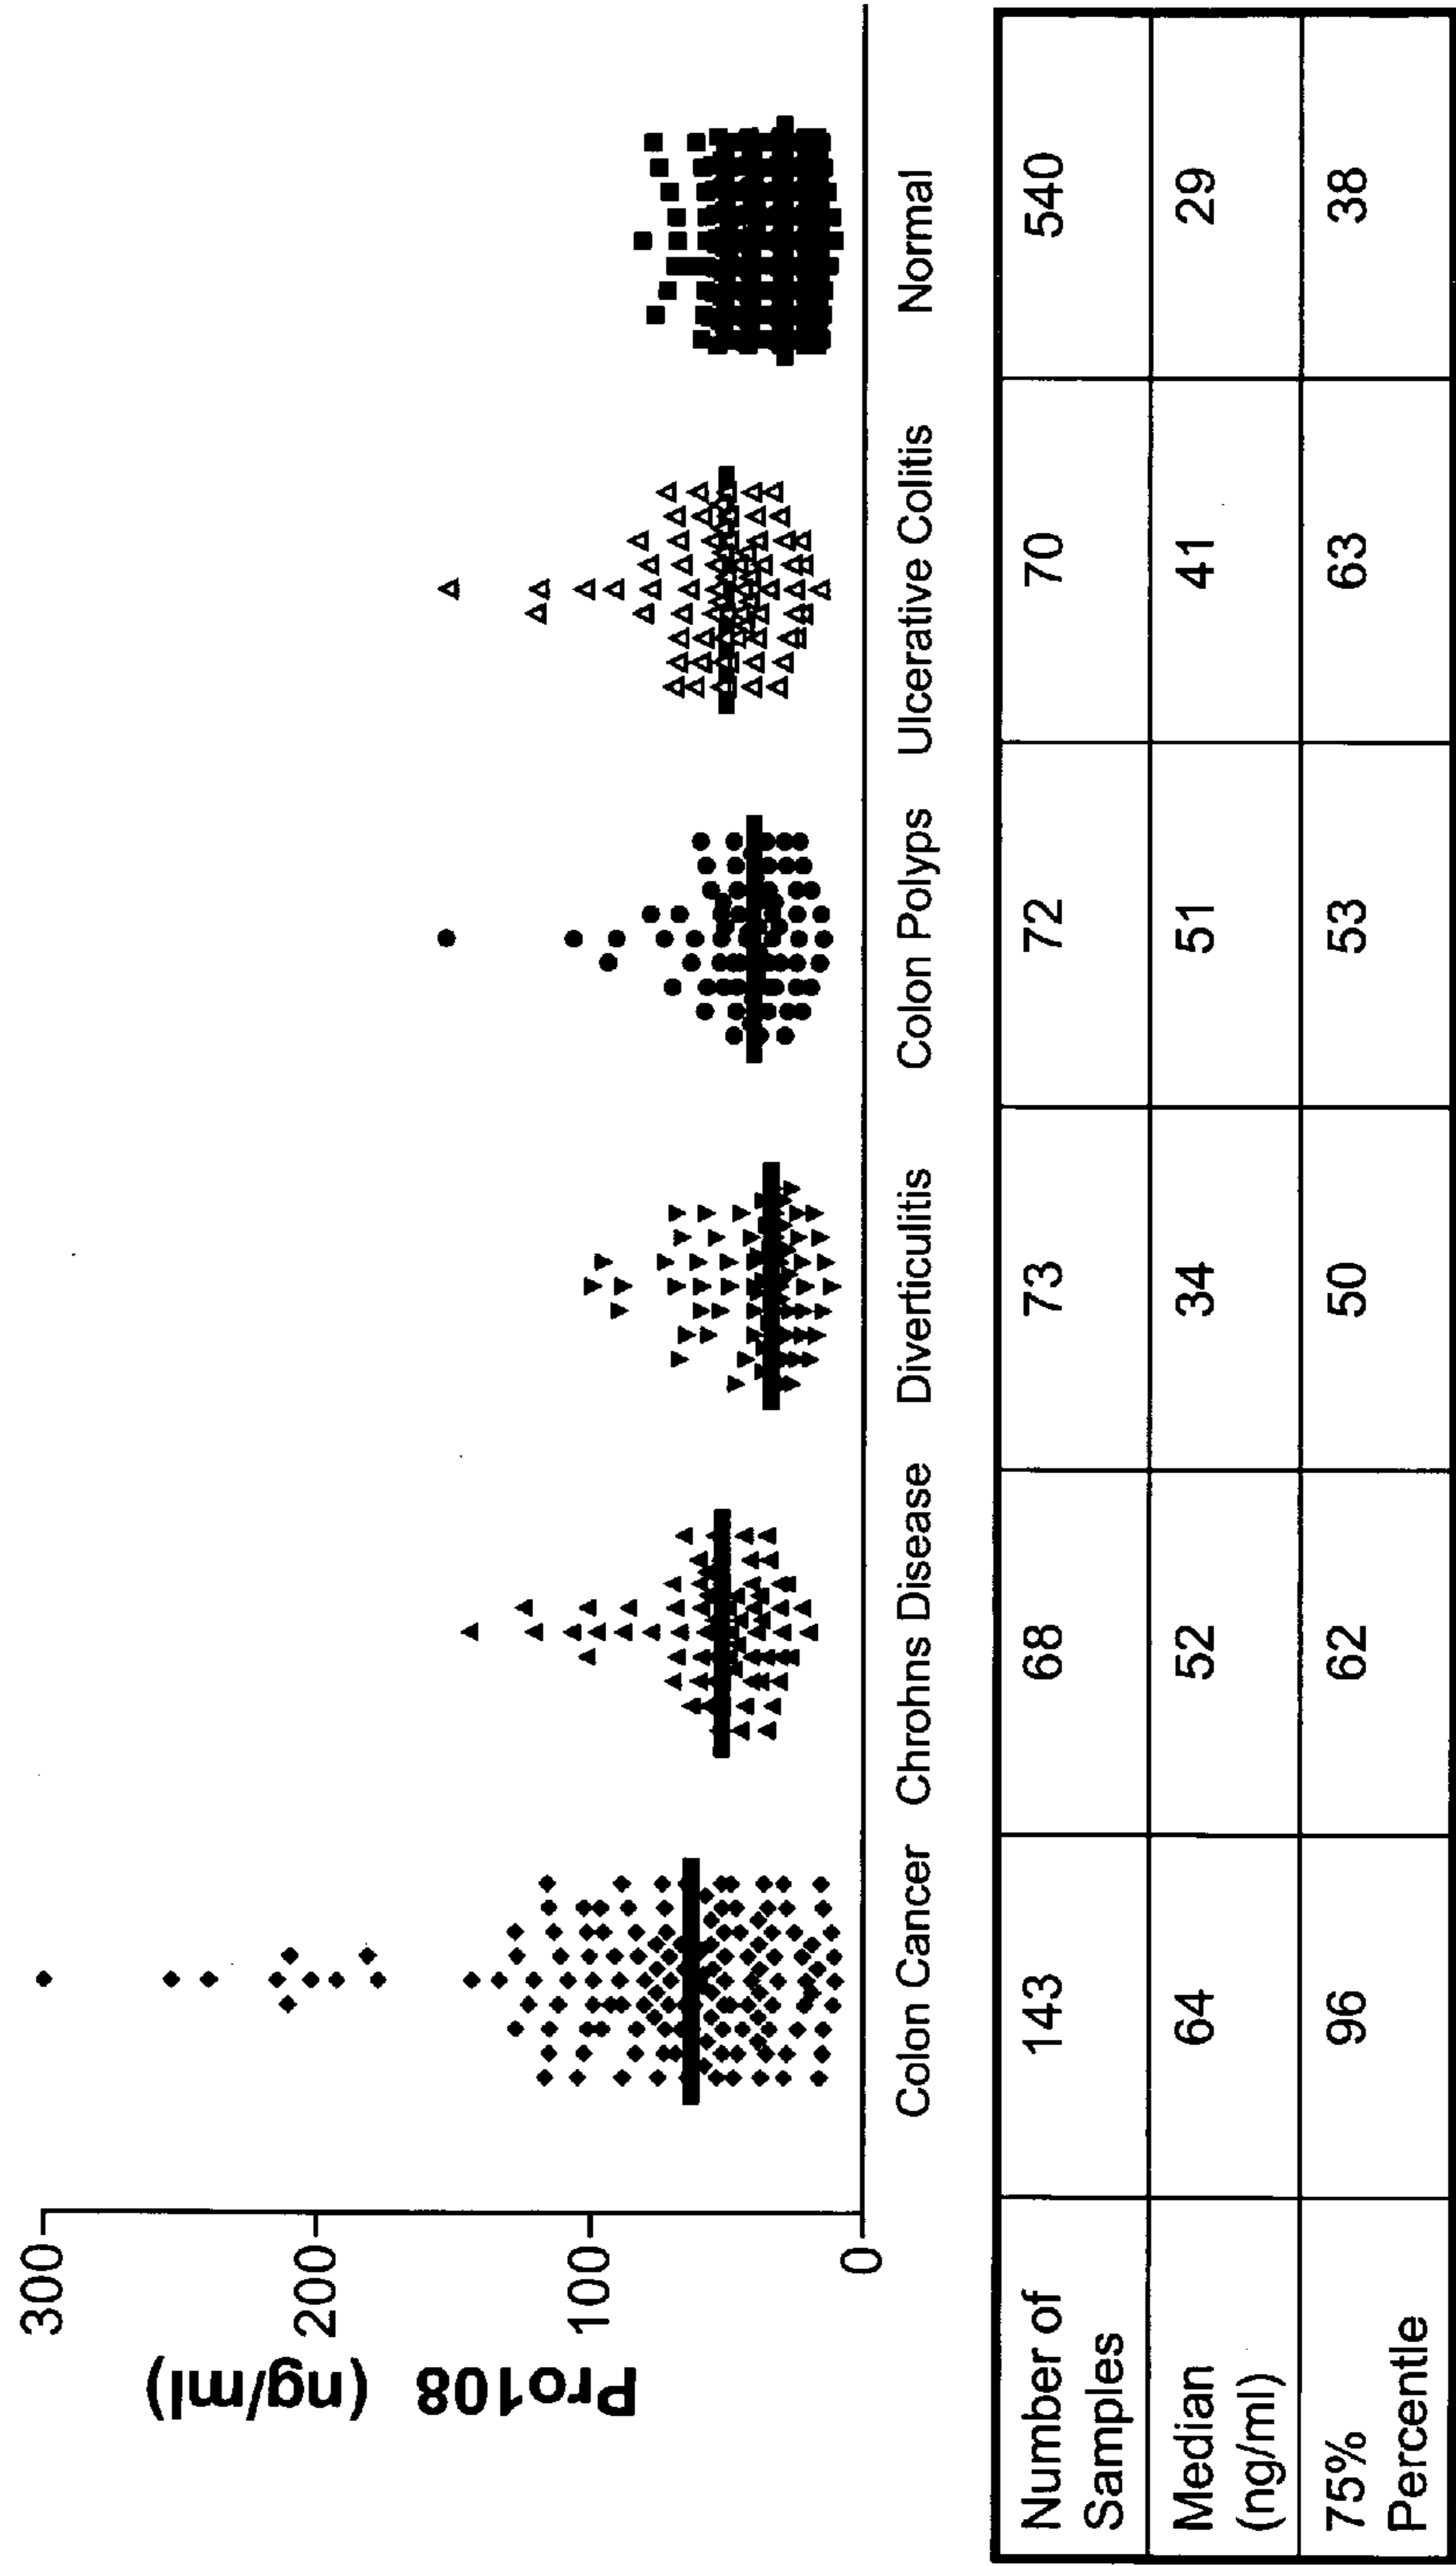 300
200
100
0
Pro108 (ng/ml)
Colon Cancer Chrohns Disease Diverticulitis Colon Polyps Ulcerative Colitis Normal
Number of 143 68 73 72 70 540
Samples
Median 64 52 34 51 41 29
(ng/ml)
75% 96 62 50 53 63 38
Percentle